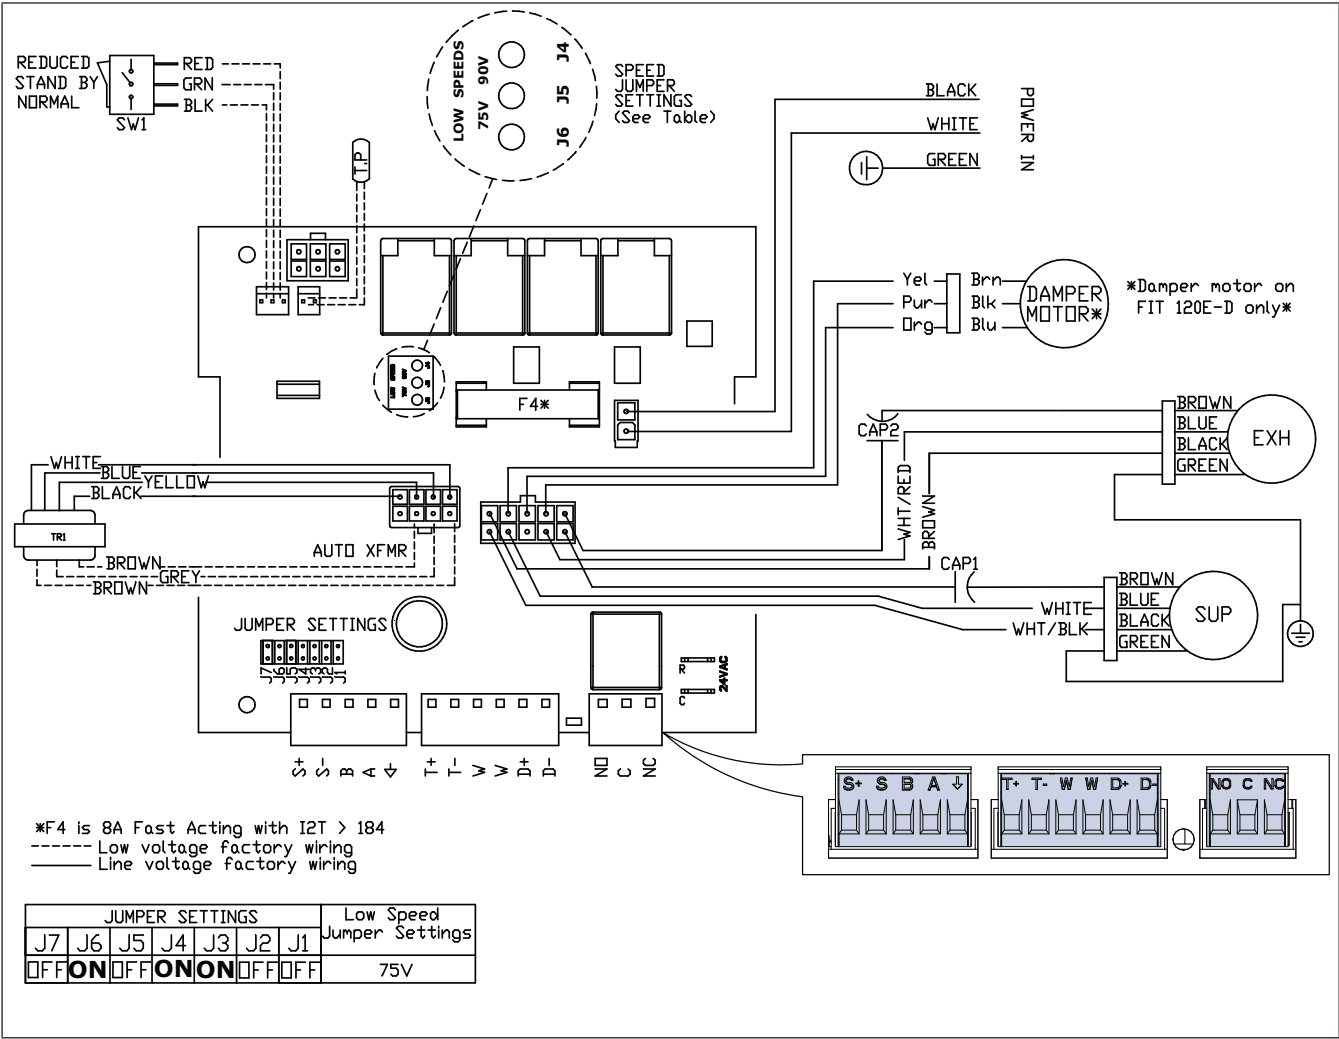 REDUCED
STAND BY
NORMAL
RED
GRN
BLK
SW1
T.P
LOW SPEEDS
75V 90V
J4
J5
J6
SPEED
JUMPER
SETTINGS
(See Table)
BLACK
WHITE
GREEN
POWER IN
Yel
Pur
Org
Brn
Blk
Blu
DAMPER
MOTOR*
*Damper motor on
FIT 120E-D only*
F4*
CAP2
WHT/RED
BROWN
BROWN
BLUE
BLACK
GREEN
EXH
WHITE
BLUE
YELLOW
BLACK
TR1
AUTO XFMR
BROWN
GREY
BROWN
CAP1
WHITE
WHT/BLK
BROWN
BLUE
BLACK
GREEN
SUP
JUMPER SETTINGS
J7 J6 J5 J4 J3 J2 J1
R
C
24VAC
S+ S- B A
T+ T- W W D+ D-
NO C NC
S+ S B A
T+ T- W W D+ D-
NO C NC
*F4 is 8A Fast Acting with I2T > 184
Low voltage factory wiring
Line voltage factory wiring
JUMPER SETTINGS
Low Speed
Jumper Settings
J7 J6 J5 J4 J3 J2 J1
OFF ON OFF ON ON OFF OFF 75V